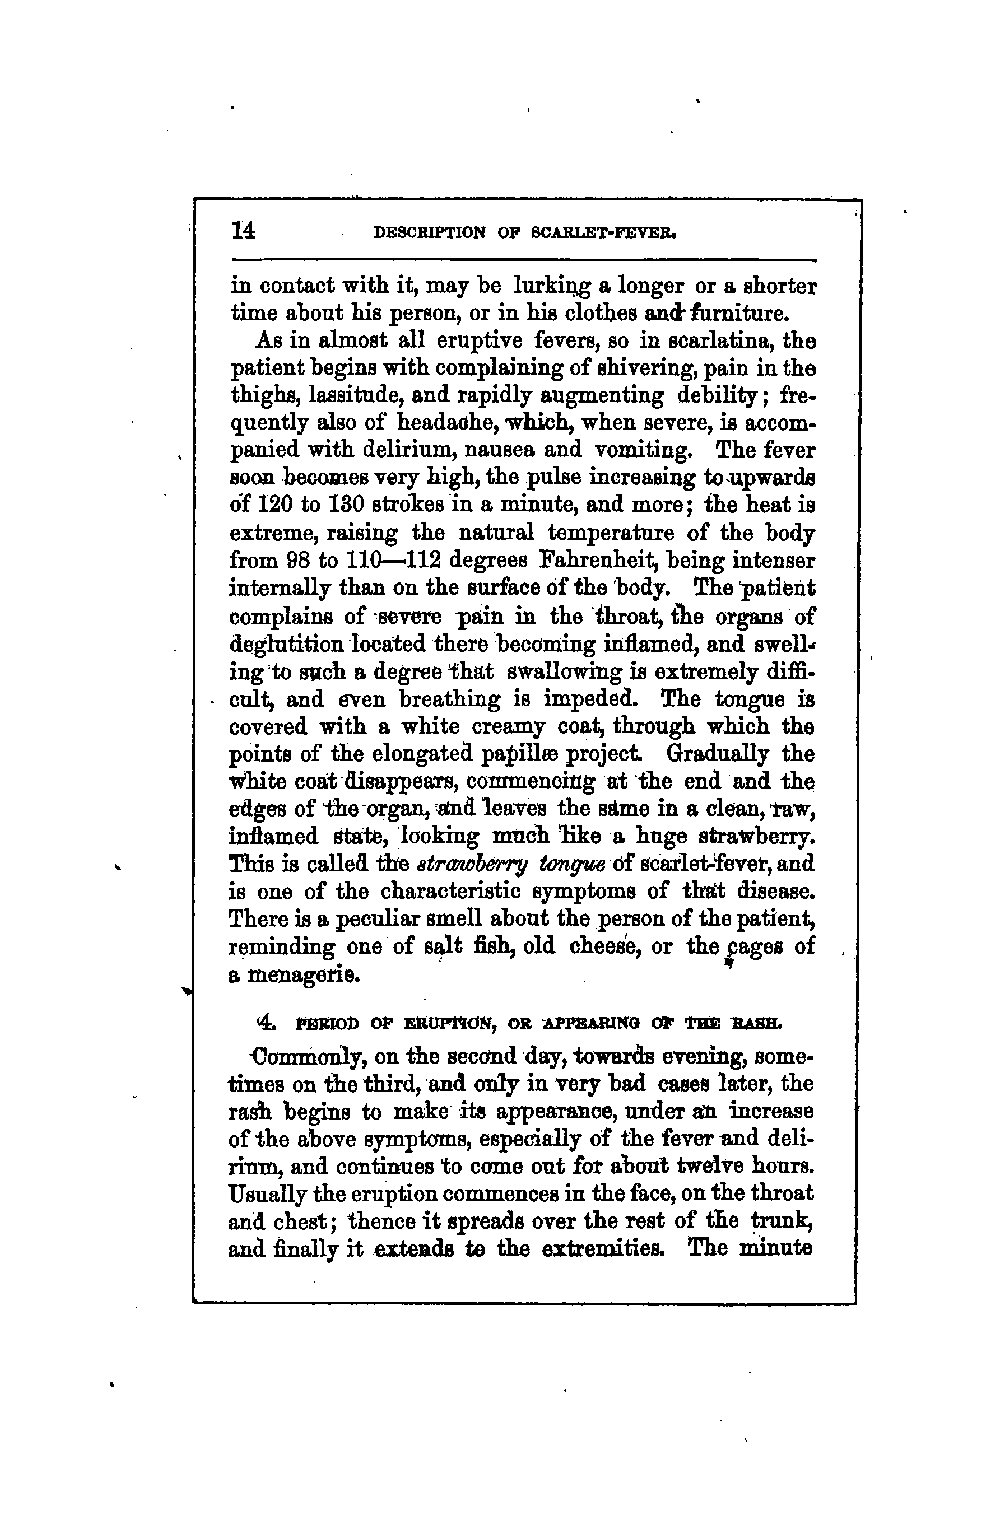 14 DESCRIPTION OF SCARLET-FEVER.
in contact with it, may be lurking a longer or a shorter
time about his person, or in his clothes and furniture.
As in almost all eruptive fevers, so in scarlatina, the
patient begins with complaining of shivering, pain in the
thighs, lassitude, and rapidly augmenting debility; fre-
quently also of headache, which, when severe, is accom-
panied with delirium, nausea and vomiting. The fever
soon becomes very high, the pulse increasing to upwards
of 120 to 130 strokes in a minute, and more; the heat is
extreme, raising the natural temperature of the body
from 98 to 110—112 degrees Fahrenheit, being intenser
internally than on the surface of the body. The patient
complains of severe pain in the throat, the organs of
deglutition located there becoming inflamed, and swell-
ing to such a degree that swallowing is extremely diffi-
cult, and even breathing is impeded. The tongue is
covered with a white creamy coat, through which the
points of the elongated papillæ project. Gradually the
white coat disappears, commencing at the end and the
edges of the organ, and leaves the same in a clean, raw,
inflamed state, looking much like a huge strawberry.
This is called the strawberry tongue of scarlet-fever, and
is one of the characteristic symptoms of that disease.
There is a peculiar smell about the person of the patient,
reminding one of salt fish, old cheese, or the cages of
a menagerie.
4. PERIOD OF ERUPTION, OR APPEARING OF THE RASH.
Commonly, on the second day, towards evening, some-
times on the third, and only in very bad cases later, the
rash begins to make its appearance, under an increase
of the above symptoms, especially of the fever and deli-
rium, and continues to come out for about twelve hours.
Usually the eruption commences in the face, on the throat
and chest; thence it spreads over the rest of the trunk,
and finally it extends to the extremities. The minute